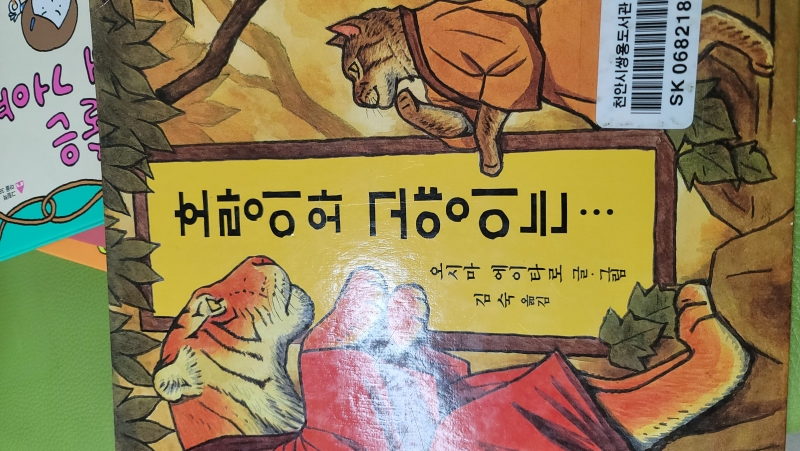 호랑이와 고양이는…
오시마 에이타로 글·그림
김숙 옮김
천안시쌍용도서관
SK 068218